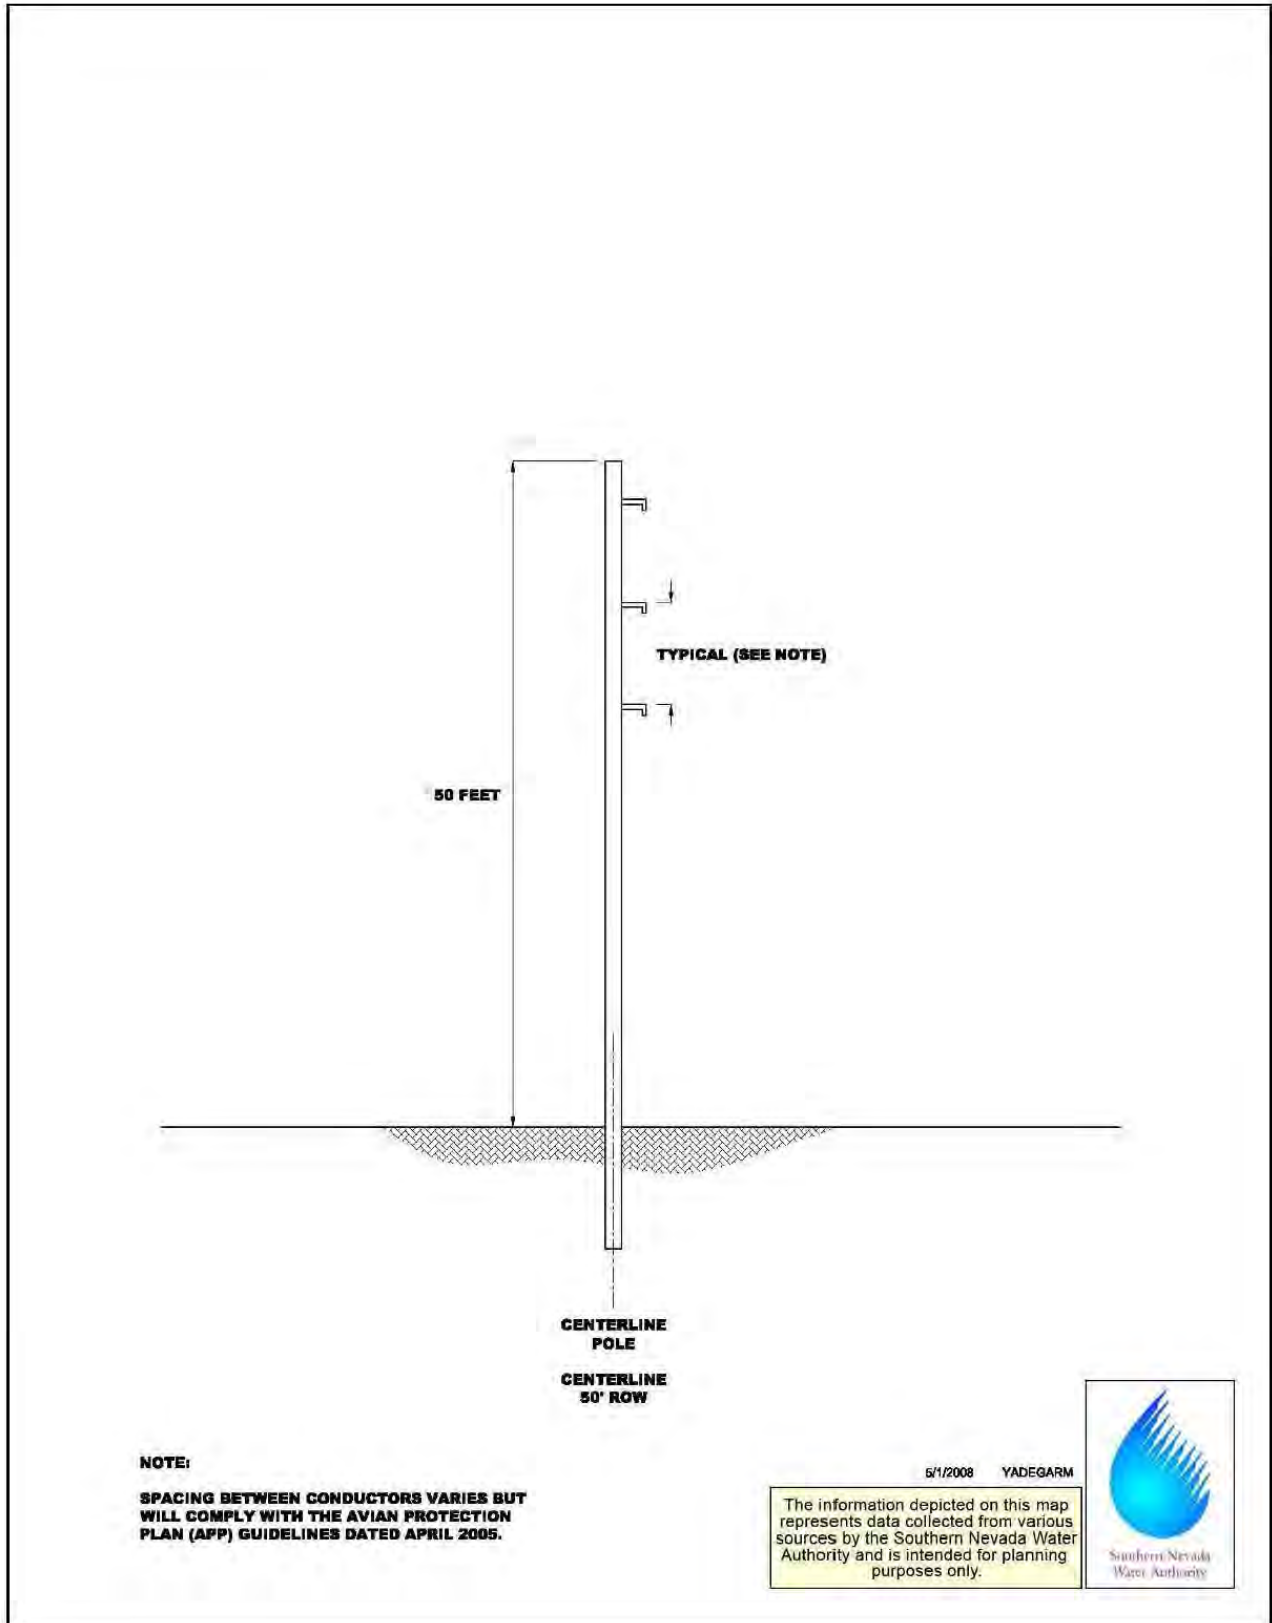 TYPICAL (SEE NOTE)
50 FEET
CENTERLINE
POLE
CENTERLINE
50' ROW
NOTE:
SPACING BETWEEN CONDUCTORS VARIES BUT
WILL COMPLY WITH THE AVIAN PROTECTION
PLAN (APP) GUIDELINES DATED APRIL 2005.
5/1/2008 YADEGARM
The information depicted on this map
represents data collected from various
sources by the Southern Nevada Water
Authority and is intended for planning
purposes only.
Southern Nevada
Water Authority